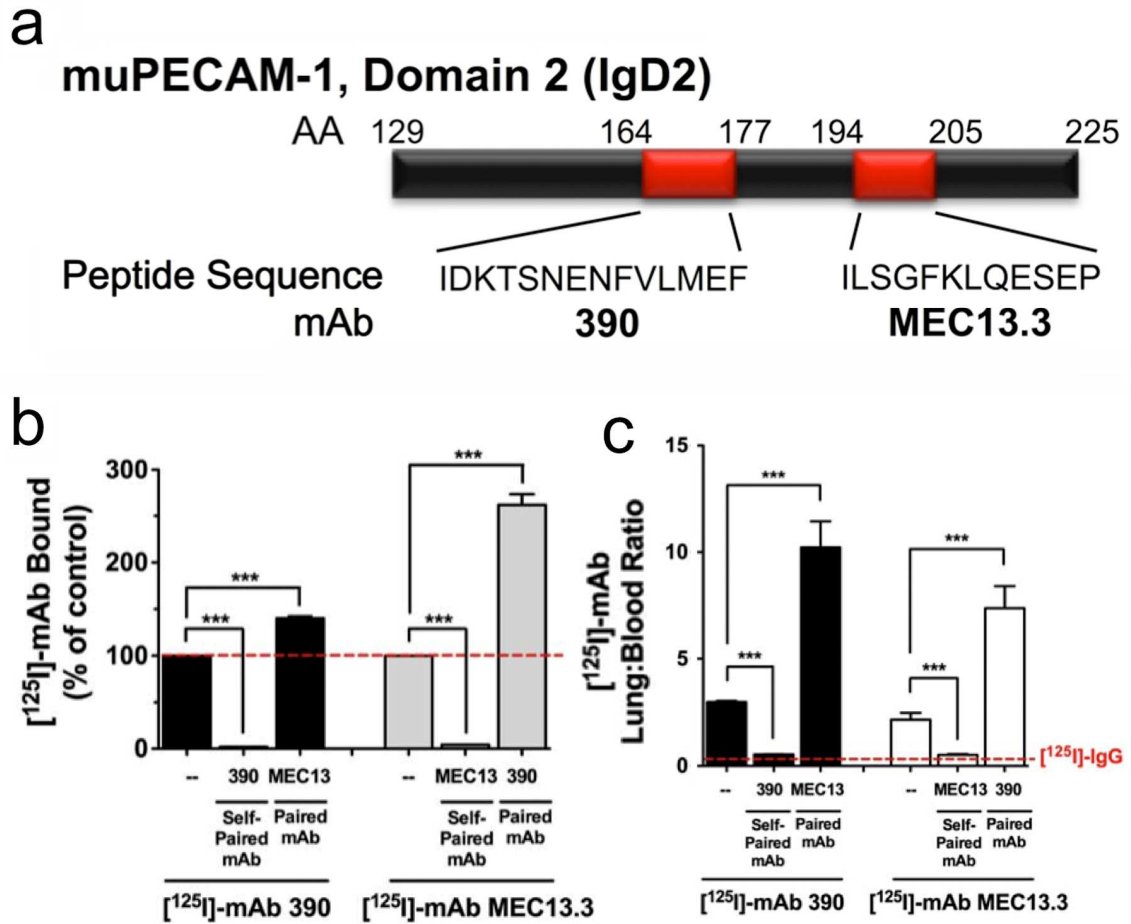 a
muPECAM-1, Domain 2 (IgD2)
AA 129 164 177 194 205 225
Peptide Sequence IDKTSNENFVLMEF ILSGFKLQESEP
mAb 390 MEC13.3
b
[125I]-mAb Bound
(% of control)
300
200
100
0
*** *** *** ***
-- 390 MEC13 -- MEC13 390
Self-Paired mAb Paired mAb Self-Paired mAb Paired mAb
[125I]-mAb 390 [125I]-mAb MEC13.3
c
[125I]-mAb
Lung:Blood Ratio
15
10
5
0
*** *** *** ***
[125I]-IgG
-- 390 MEC13 -- MEC13 390
Self-Paired mAb Paired mAb Self-Paired mAb Paired mAb
[125I]-mAb 390 [125I]-mAb MEC13.3